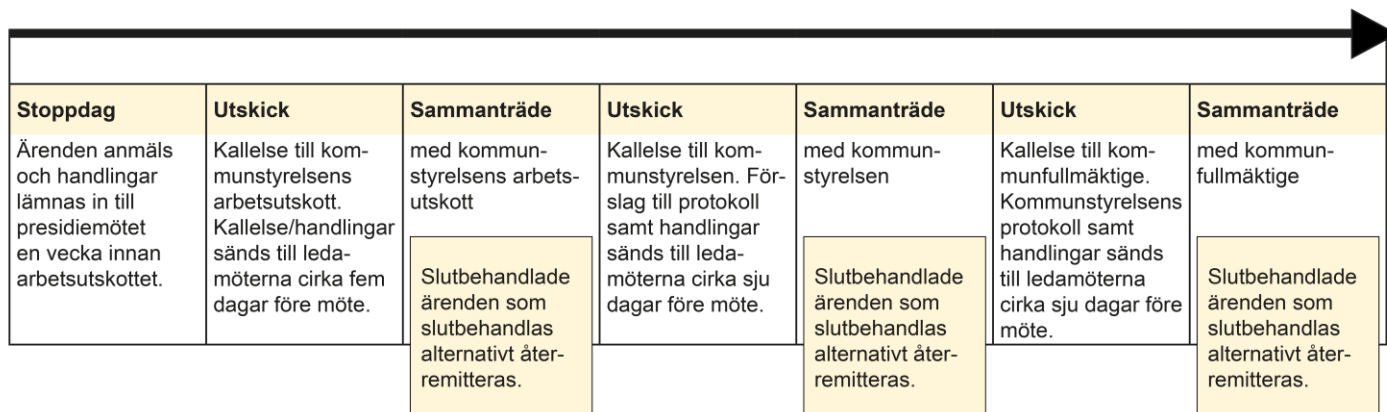 Stoppdag
Ärenden anmäls
och handlingar
lämnas in till
presidiemötet
en vecka innan
arbetsutskottet.
Utskick
Kallelse till kom-
munstyrelsens
arbetsutskott.
Kallelse/handlingar
sänds till leda-
möterna cirka fem
dagar före möte.
Sammanträde
med kommun-
styrelsens arbets-
utskott
Slutbehandlade
ärenden som
slutbehandlas
alternativt åter-
remitteras.
Utskick
Kallelse till kom-
munstyrelsen. För-
slag till protokoll
samt handlingar
sänds till leda-
möterna cirka sju
dagar före möte.
Sammanträde
med kommun-
styrelsen
Slutbehandlade
ärenden som
slutbehandlas
alternativt åter-
remitteras.
Utskick
Kallelse till kom-
munfullmäktige.
Kommunstyrelsens
protokoll samt
handlingar sänds
till ledamöterna
cirka sju dagar före
möte.
Sammanträde
med kommun-
fullmäktige
Slutbehandlade
ärenden som
slutbehandlas
alternativt åter-
remitteras.